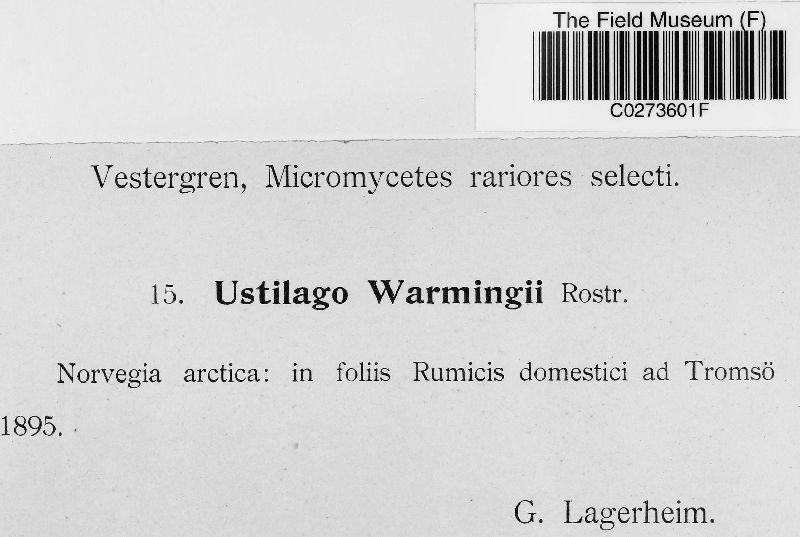 The Field Museum (F)
C0273601F
Vestergren, Micromycetes rariores selecti.
15. Ustilago Warmingii Rostr.
Norvegia arctica: in foliis Rumicis domestici ad Tromsö
1895.
G. Lagerheim.